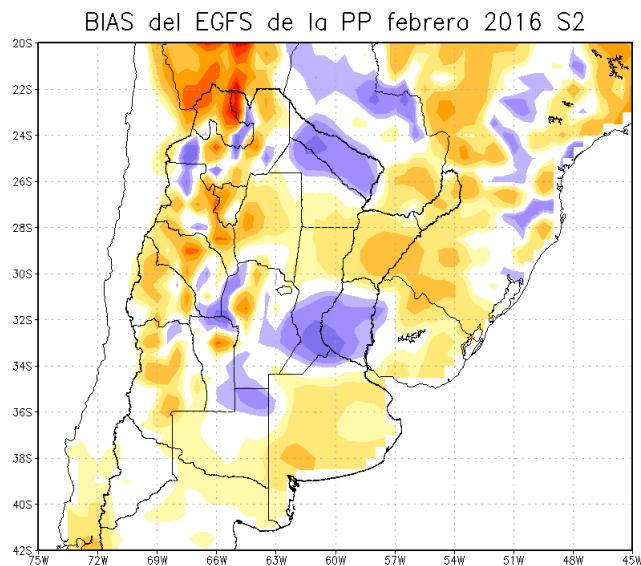 BIAS del EGFS de la PP febrero 2016 S2
20S
22S
24S
26S
28S
30S
32S
34S
36S
38S
40S
42S
75W 72W 69W 66W 63W 60W 57W 54W 51W 48W 45W